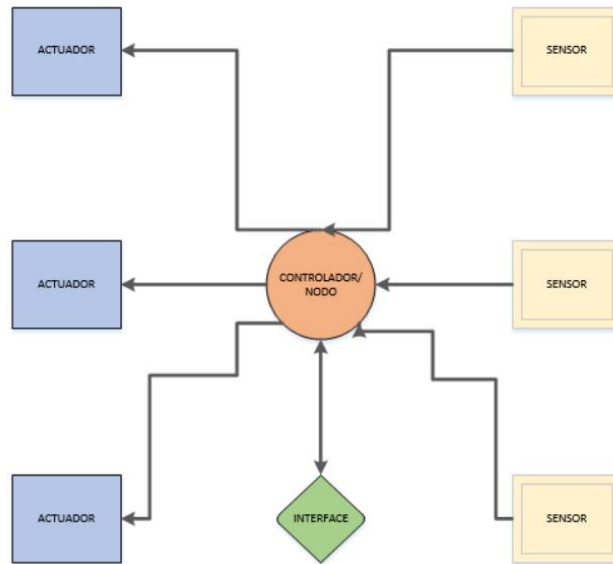 ACTUADOR
SENSOR
ACTUADOR
CONTROLADOR/
NODO
SENSOR
ACTUADOR
INTERFACE
SENSOR